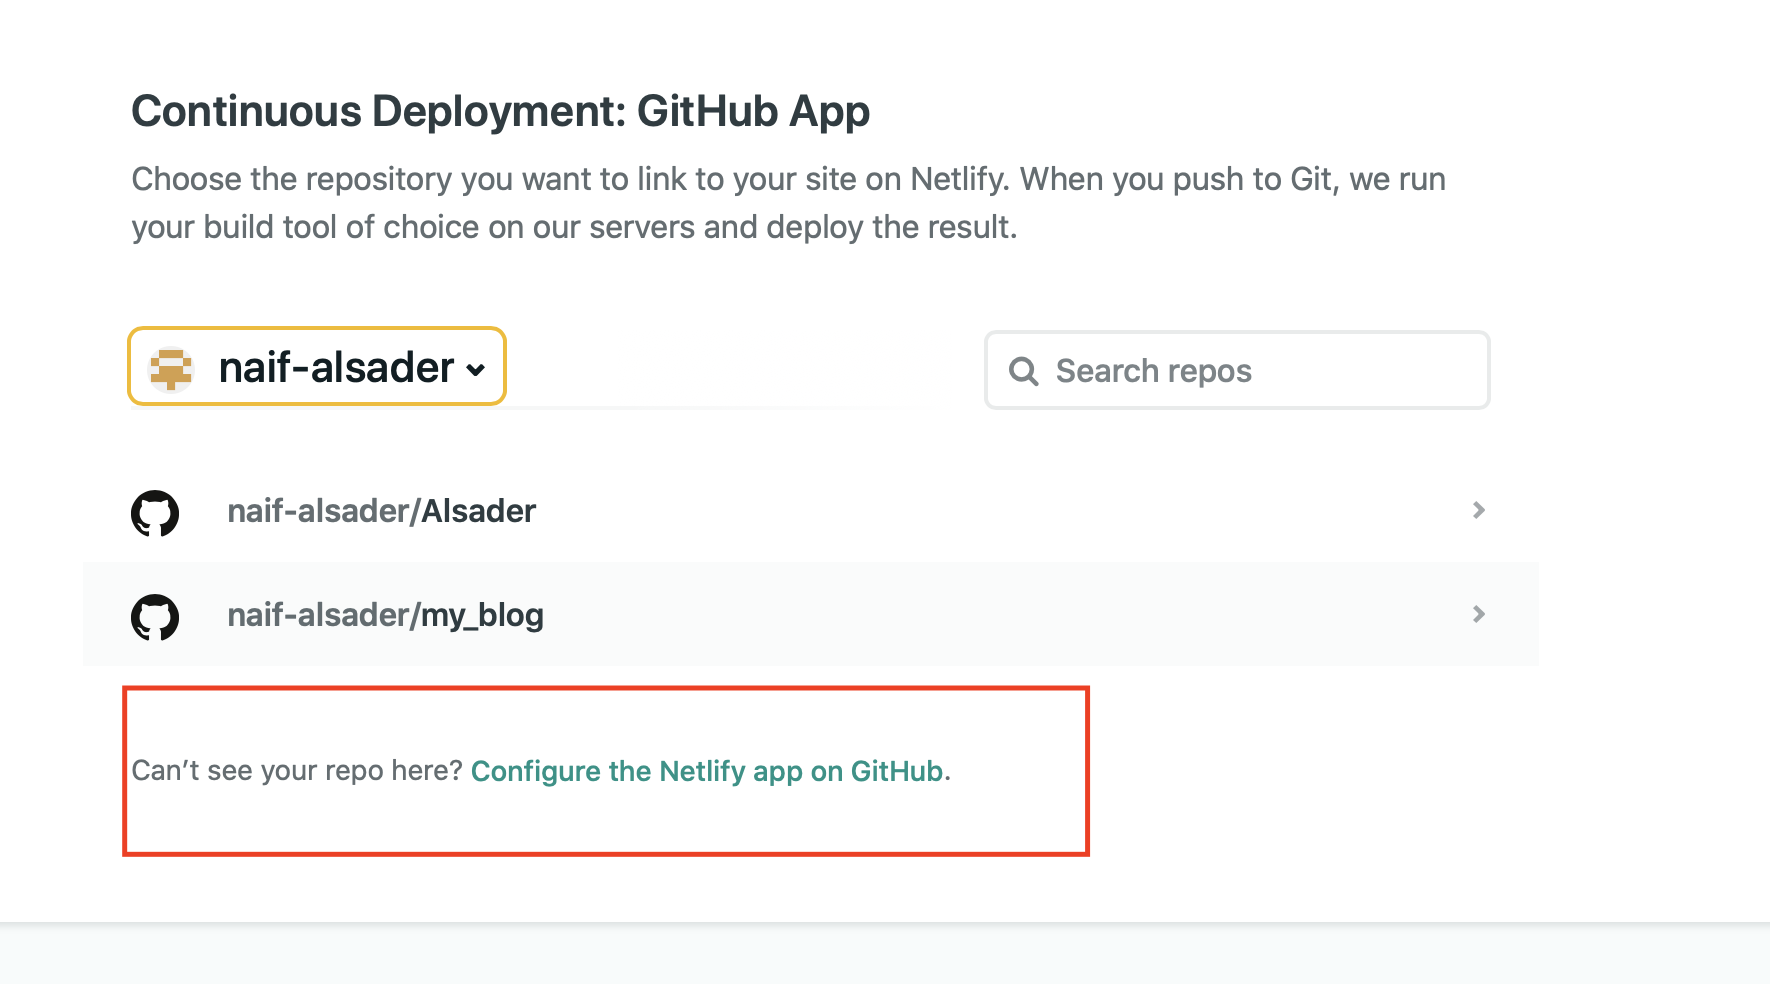 Continuous Deployment: GitHub App
Choose the repository you want to link to your site on Netlify. When you push to Git, we run
your build tool of choice on our servers and deploy the result.
naif-alsader
Search repos
naif-alsader/Alsader
naif-alsader/my_blog
Can’t see your repo here? Configure the Netlify app on GitHub.